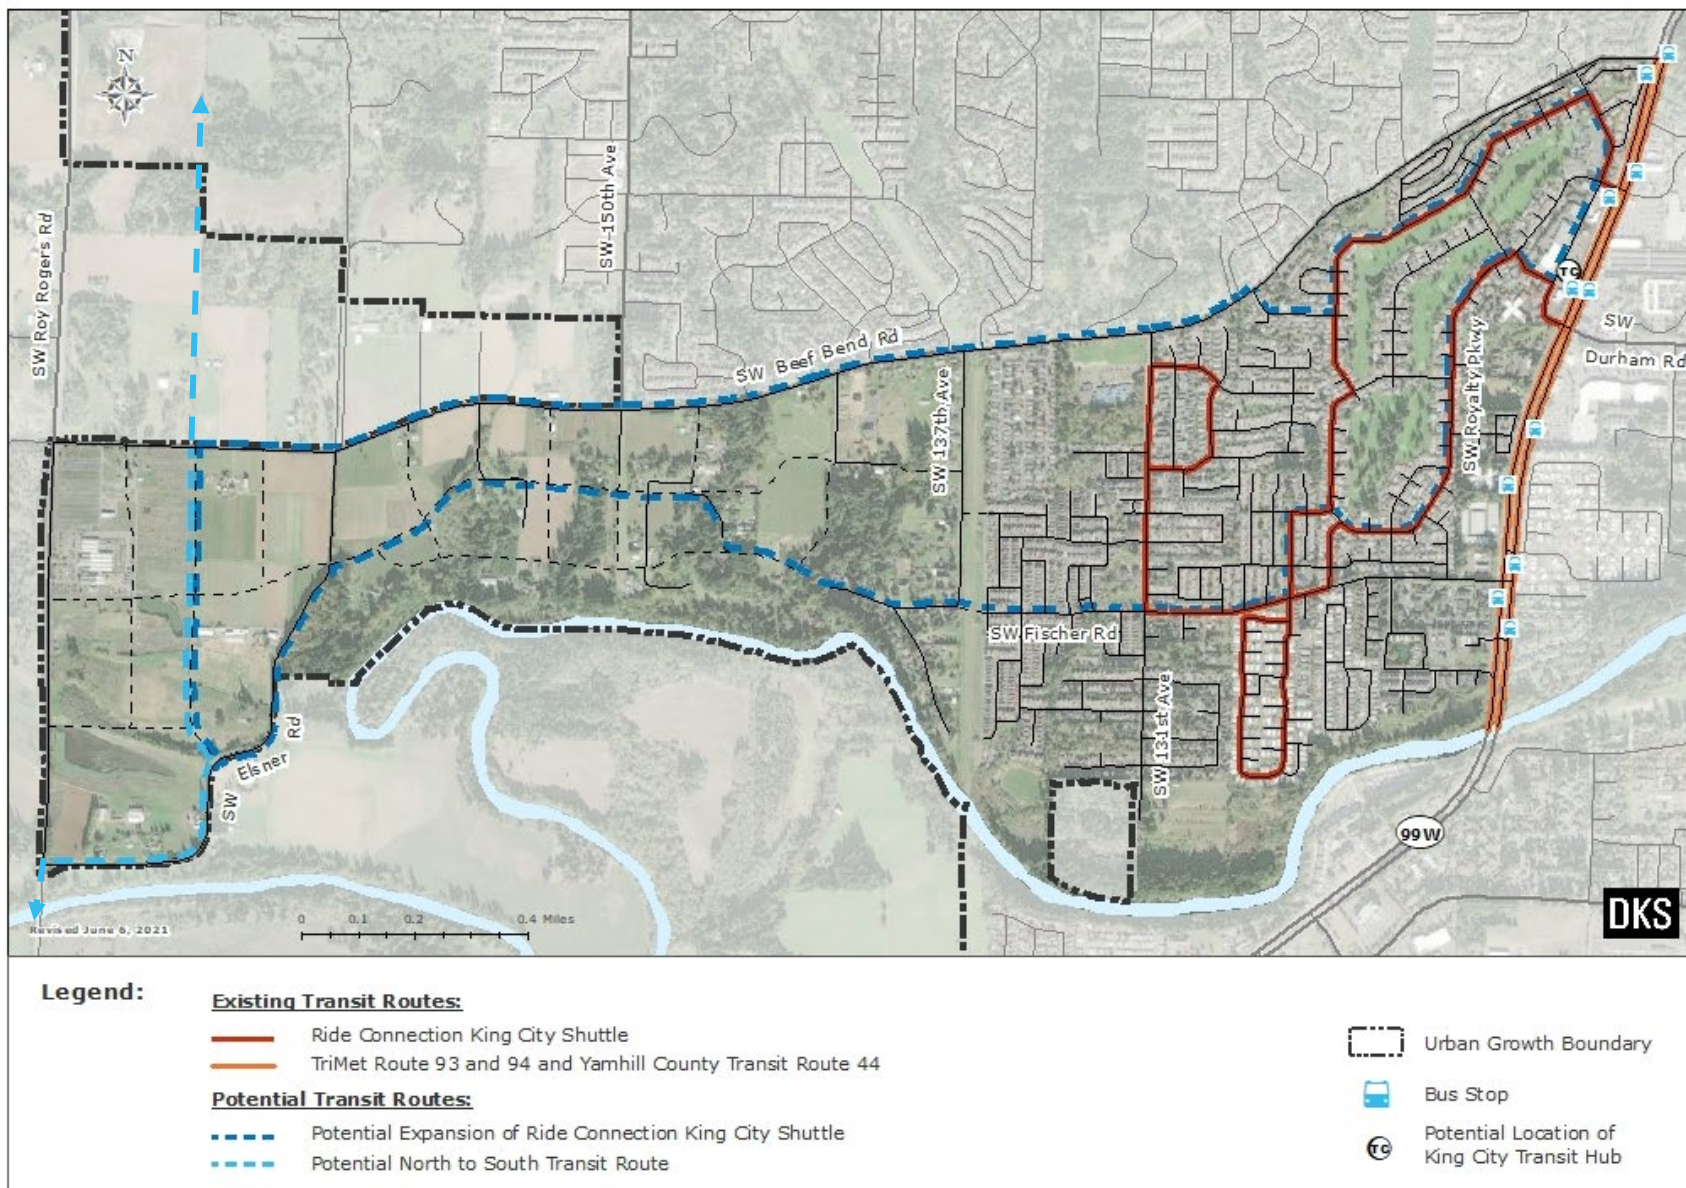 N
SW Roy Rogers Rd
SW 150th Ave
SW Beef Bend Rd
SW 137th Ave
SW Royalty Pkwy
TC
SW
Durham Rd
SW Fischer Rd
SW 131st Ave
SW Elsner Rd
99W
0 0.1 0.2 0.4 Miles
Revised June 6, 2021
DKS
Legend:
Existing Transit Routes:
Ride Connection King City Shuttle
TriMet Route 93 and 94 and Yamhill County Transit Route 44
Potential Transit Routes:
Potential Expansion of Ride Connection King City Shuttle
Potential North to South Transit Route
Urban Growth Boundary
Bus Stop
TC
Potential Location of
King City Transit Hub